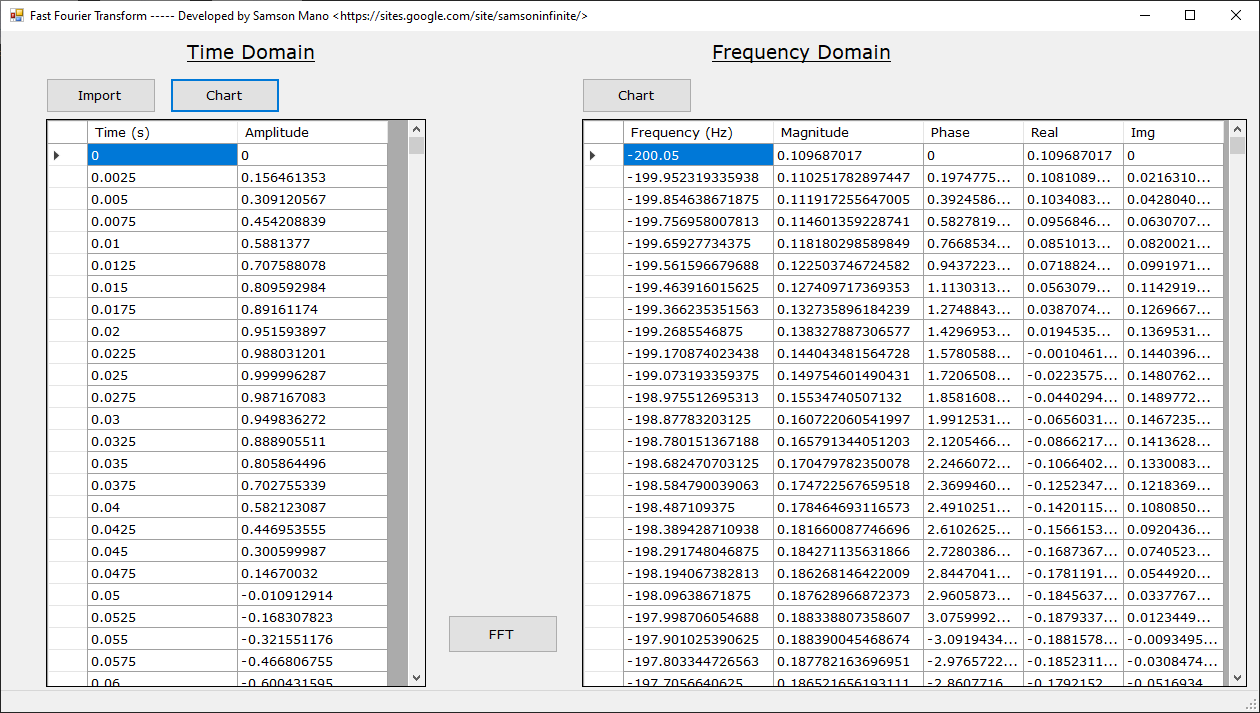 Fast Fourier Transform ----- Developed by Samson Mano <https://sites.google.com/site/samsoninfinite/>
Time Domain
Import Chart
Time (s) Amplitude
0 0
0.0025 0.156461353
0.005 0.309120567
0.0075 0.454208839
0.01 0.5881377
0.0125 0.707588078
0.015 0.809592984
0.0175 0.89161174
0.02 0.951593897
0.0225 0.988031201
0.025 0.999996287
0.0275 0.987167083
0.03 0.949836272
0.0325 0.888905511
0.035 0.805864496
0.0375 0.702755339
0.04 0.582123087
0.0425 0.446953555
0.045 0.300599987
0.0475 0.14670032
0.05 -0.010912914
0.0525 -0.168307823
0.055 -0.321551176
0.0575 -0.466806755
0.06 -0.600431595
FFT
Frequency Domain
Chart
Frequency (Hz) Magnitude Phase Real Img
-200.05 0.109687017 0 0.109687017 0
-199.952319335938 0.110251782897447 0.1974775... 0.1081089... 0.0216310...
-199.854638671875 0.111917255647005 0.3924586... 0.1034083... 0.0428040...
-199.756958007813 0.114601359228741 0.5827819... 0.0956846... 0.0630707...
-199.65927734375 0.118180298589849 0.7668534... 0.0851013... 0.0820021...
-199.561596679688 0.122503746724582 0.9437223... 0.0718824... 0.0991971...
-199.463916015625 0.127409717369353 1.1130313... 0.0563079... 0.1142919...
-199.366235351563 0.132735896184239 1.2748843... 0.0387074... 0.1269667...
-199.2685546875 0.138327887306577 1.4296953... 0.0194535... 0.1369531...
-199.170874023438 0.144043481564728 1.5780588... -0.0010461... 0.1440396...
-199.073193359375 0.149754601490431 1.7206508... -0.0223575... 0.1480762...
-198.975512695313 0.15534740507132 1.8581608... -0.0440294... 0.1489772...
-198.87783203125 0.160722060541997 1.9912531... -0.0656031... 0.1467235...
-198.780151367188 0.165791344051203 2.1205466... -0.0866217... 0.1413628...
-198.682470703125 0.170479782350078 2.2466072... -0.1066402... 0.1330083...
-198.584790039063 0.174722567659518 2.3699460... -0.1252347... 0.1218369...
-198.487109375 0.178464693116573 2.4910251... -0.1420115... 0.1080850...
-198.389428710938 0.181660087746696 2.6102625... -0.1566153... 0.0920436...
-198.291748046875 0.184271135631866 2.7280386... -0.1687367... 0.0740523...
-198.194067382813 0.186268146422009 2.8447041... -0.1781191... 0.0544920...
-198.09638671875 0.187628966872373 2.9605873... -0.1845637... 0.0337767...
-197.998706054688 0.188338807358607 3.0759992... -0.1879337... 0.0123449...
-197.901025390625 0.188390045468674 -3.0919434... -0.1881578... -0.0093495...
-197.803344726563 0.187782163696951 -2.9765722... -0.1852311... -0.0308474...
-197.7056640625 0.186521656193111 -2.8607716... -0.1792152... -0.0516934...